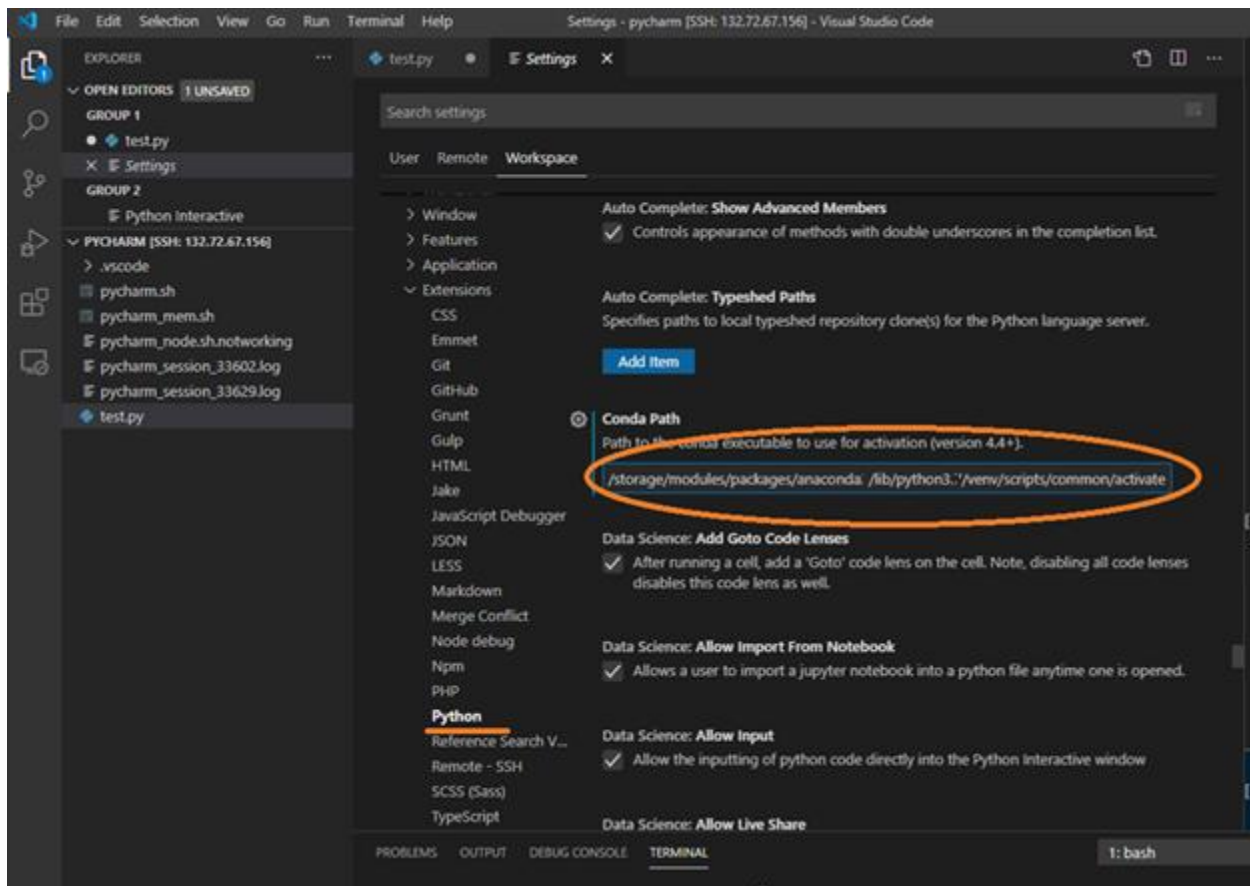 File Edit Selection View Go Run Terminal Help Settings - pycharm [SSH: 132.72.67.156] - Visual Studio Code
EXPLORER ...
OPEN EDITORS 1 UNSAVED
GROUP 1
test.py
Settings
GROUP 2
Python Interactive
PYCHARM [SSH: 132.72.67.156]
.vscode
pycharm.sh
pycharm_mem.sh
pycharm_node.sh.notworking
pycharm_session_33602.log
pycharm_session_33629.log
test.py
1
test.py Settings
Search settings
User Remote Workspace
Window
Features
Application
Extensions
CSS
Emmet
Git
GitHub
Grunt
Gulp
HTML
Jake
JavaScript Debugger
JSON
LESS
Markdown
Merge Conflict
Node debug
Npm
PHP
Python
Reference Search V...
Remote - SSH
SCSS (Sass)
TypeScript
Auto Complete: Show Advanced Members
Controls appearance of methods with double underscores in the completion list.
Auto Complete: Typeshed Paths
Specifies paths to local typeshed repository clone(s) for the Python language server.
Add Item
Conda Path
Path to the conda executable to use for activation (version 4.4+).
/storage/modules/packages/anaconda /lib/python3. /venv/scripts/common/activate
Data Science: Add Goto Code Lenses
After running a cell, add a 'Goto' code lens on the cell. Note, disabling all code lenses
disables this code lens as well.
Data Science: Allow Import From Notebook
Allows a user to import a jupyter notebook into a python file anytime one is opened.
Data Science: Allow Input
Allow the inputting of python code directly into the Python Interactive window
Data Science: Allow Live Share
PROBLEMS OUTPUT DEBUG CONSOLE TERMINAL 1: bash